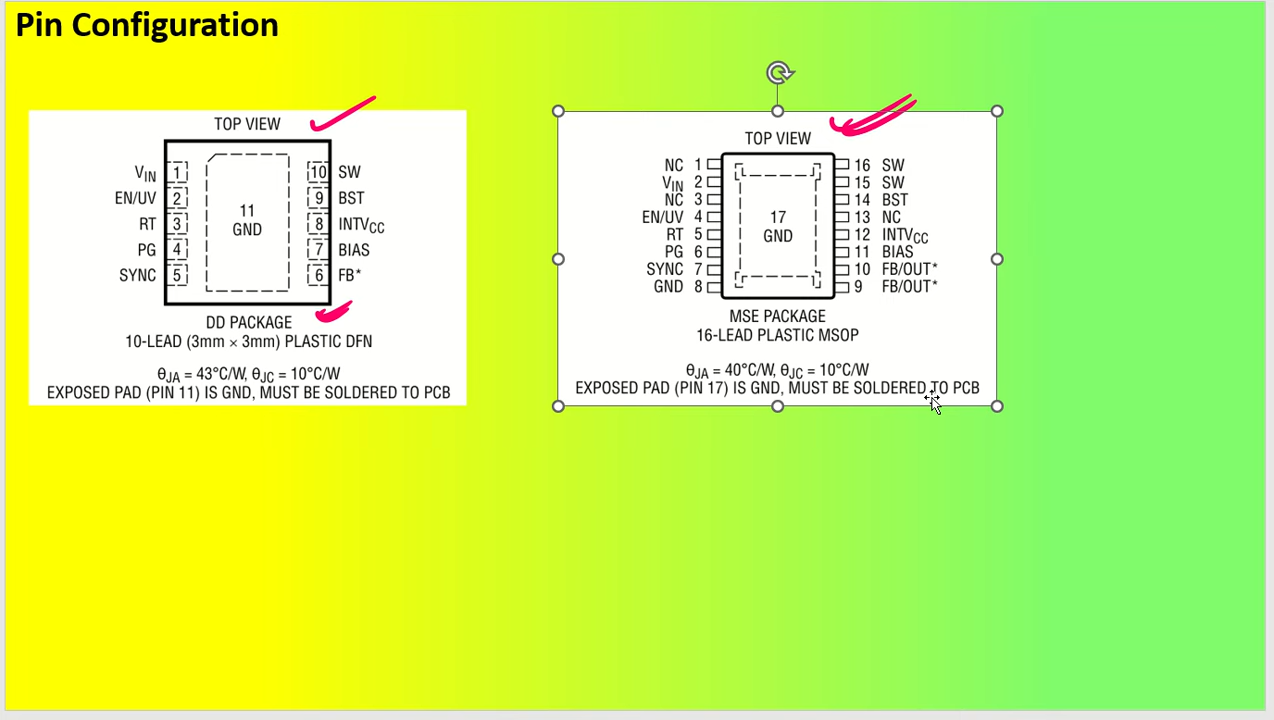 Pin Configuration
TOP VIEW
VIN 1 10 SW
EN/UV 2 9 BST
RT 3 8 INTVCC
PG 4 7 BIAS
SYNC 5 6 FB*
11
GND
DD PACKAGE
10-LEAD (3mm × 3mm) PLASTIC DFN
θJA = 43°C/W, θJC = 10°C/W
EXPOSED PAD (PIN 11) IS GND, MUST BE SOLDERED TO PCB
TOP VIEW
NC 1 16 SW
VIN 2 15 SW
NC 3 14 BST
EN/UV 4 13 NC
RT 5 12 INTVCC
PG 6 11 BIAS
SYNC 7 10 FB/OUT*
GND 8 9 FB/OUT*
17
GND
MSE PACKAGE
16-LEAD PLASTIC MSOP
θJA = 40°C/W, θJC = 10°C/W
EXPOSED PAD (PIN 17) IS GND, MUST BE SOLDERED TO PCB